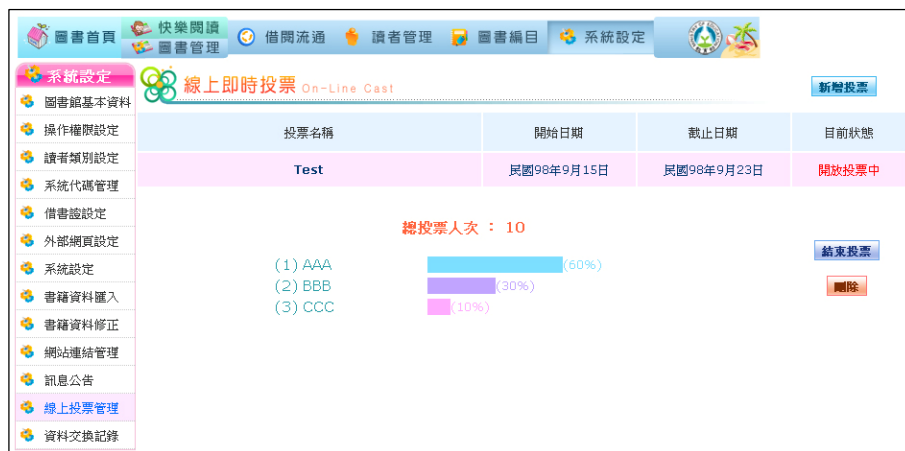 圖書首頁
快樂閱讀
圖書管理
借閱流通
讀者管理
圖書編目
系統設定
系統設定
圖書館基本資料
操作權限設定
讀者類別設定
系統代碼管理
借書證設定
外部網頁設定
系統設定
書籍資料匯入
書籍資料修正
網站連結管理
訊息公告
線上投票管理
資料交換記錄
線上即時投票 On-Line Cast
新增投票
投票名稱 開始日期 截止日期 目前狀態
Test 民國98年9月15日 民國98年9月23日 開放投票中
總投票人次 : 10
(1) AAA (60%)
(2) BBB (30%)
(3) CCC (10%)
結束投票
刪除